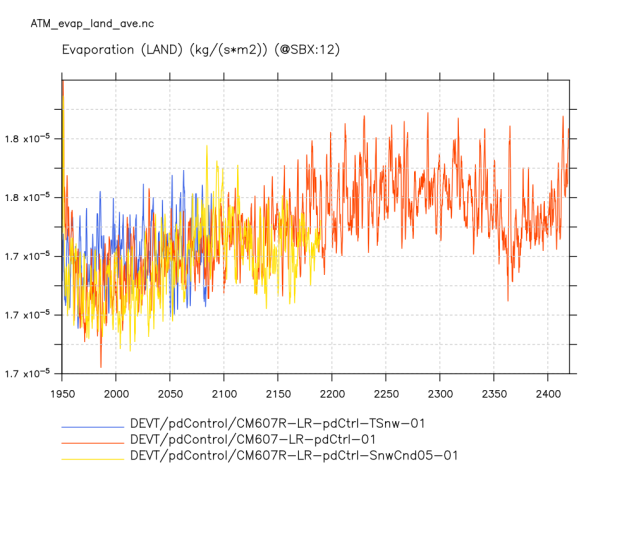 ATM_evap_land_ave.nc
Evaporation (LAND) (kg/(s*m2)) (@SBX:12)
1.8 x10⁻⁵
1.8 x10⁻⁵
1.7 x10⁻⁵
1.7 x10⁻⁵
1.7 x10⁻⁵
1950 2000 2050 2100 2150 2200 2250 2300 2350 2400
DEVT/pdControl/CM607R-LR-pdCtrl-TSnw-01
DEVT/pdControl/CM607-LR-pdCtrl-01
DEVT/pdControl/CM607R-LR-pdCtrl-SnwCnd05-01